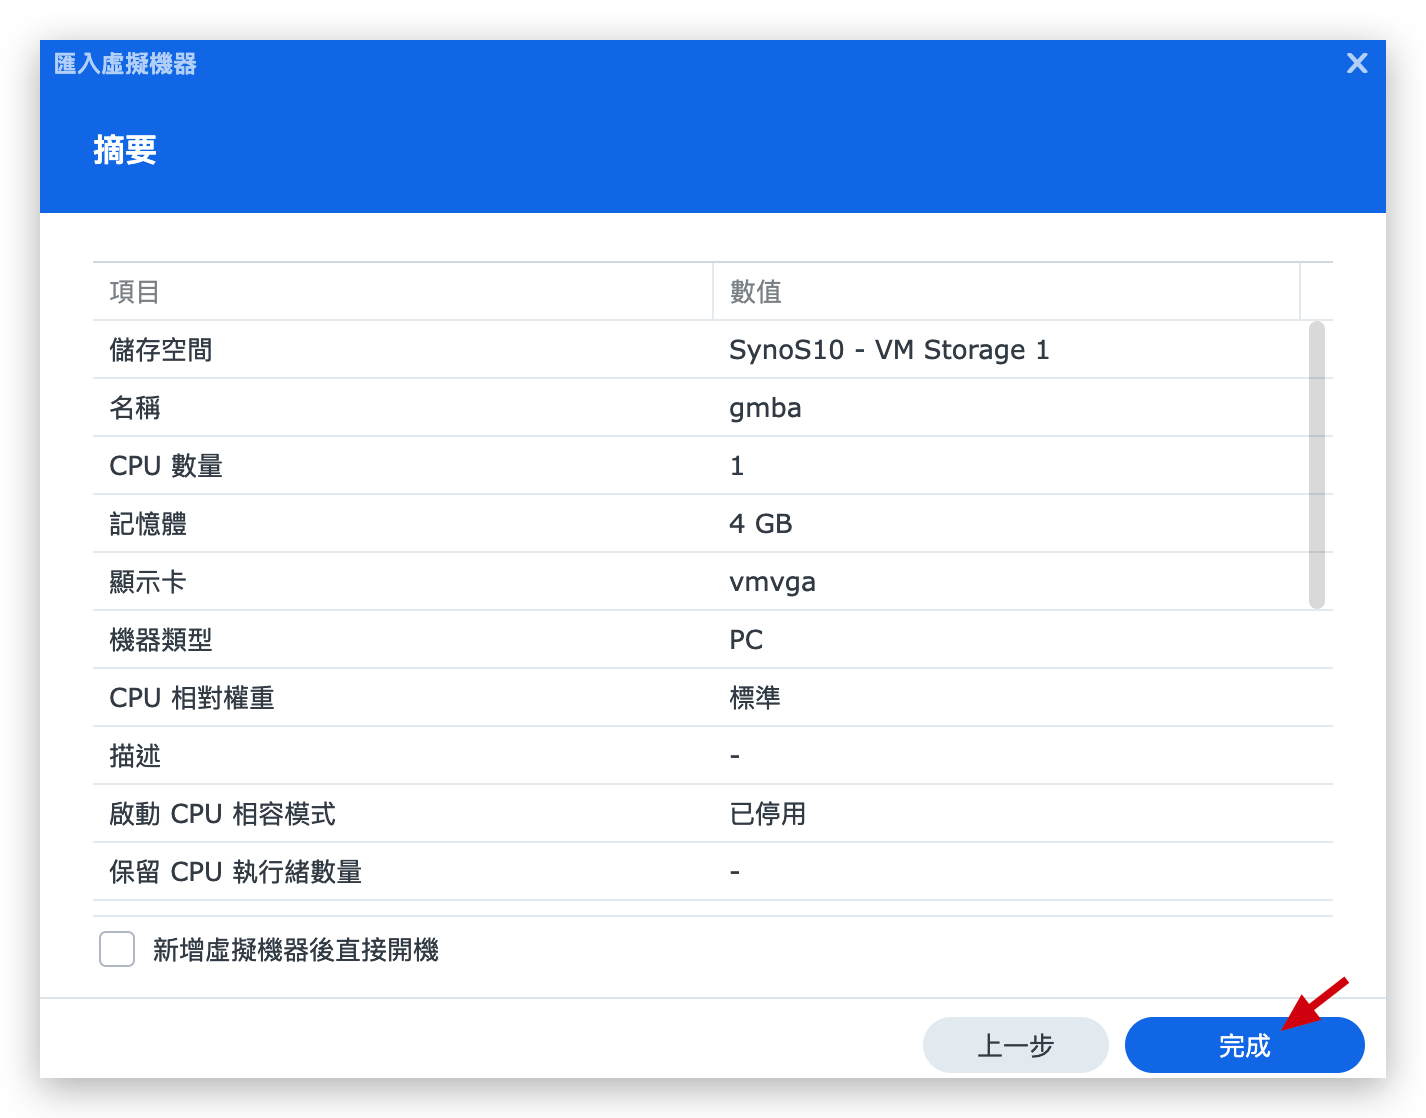 匯入虛擬機器
摘要
項目 數值
儲存空間 SynoS10 - VM Storage 1
名稱 gmba
CPU 數量 1
記憶體 4 GB
顯示卡 vmvga
機器類型 PC
CPU 相對權重 標準
描述 -
啟動 CPU 相容模式 已停用
保留 CPU 執行緒數量 -
新增虛擬機器後直接開機
上一步 完成